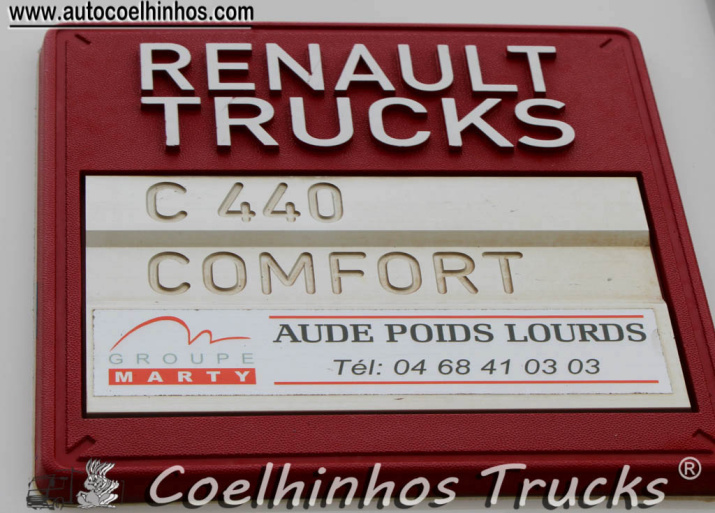 www.autocoelhinhos.com
RENAULT
TRUCKS
C 440
COMFORT
GROUPE
MARTY
AUDE POIDS LOURDS
Tél: 04 68 41 03 03
Coelhinhos Trucks ®